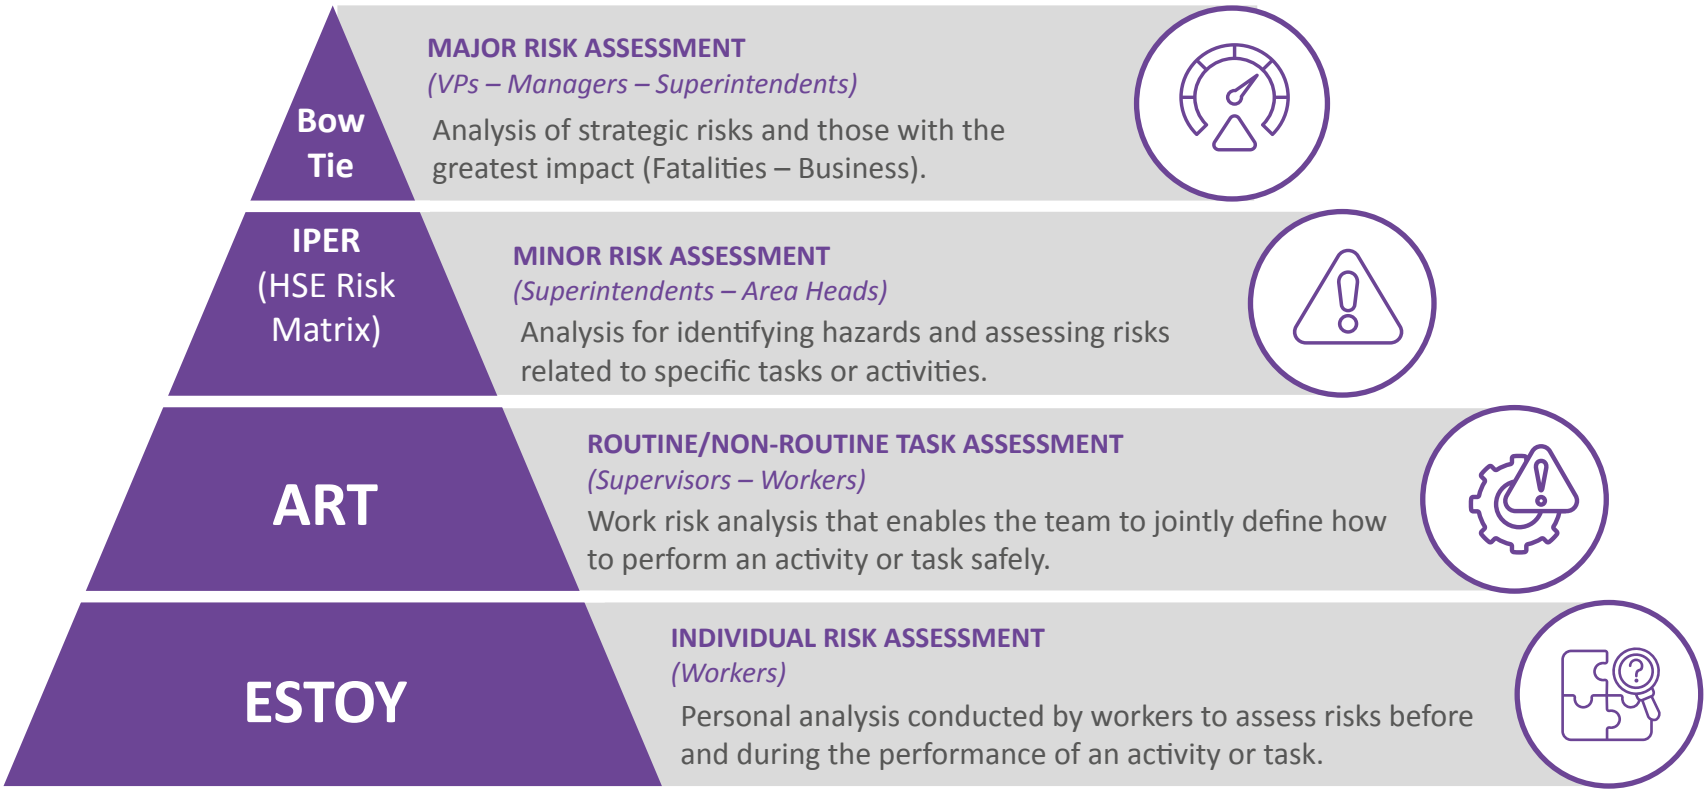 Bow
Tie
MAJOR RISK ASSESSMENT
(VPs – Managers – Superintendents)
Analysis of strategic risks and those with the
greatest impact (Fatalities – Business).
IPER
(HSE Risk
Matrix)
MINOR RISK ASSESSMENT
(Superintendents – Area Heads)
Analysis for identifying hazards and assessing risks
related to specific tasks or activities.
ART
ROUTINE/NON-ROUTINE TASK ASSESSMENT
(Supervisors – Workers)
Work risk analysis that enables the team to jointly define how
to perform an activity or task safely.
ESTOY
INDIVIDUAL RISK ASSESSMENT
(Workers)
Personal analysis conducted by workers to assess risks before
and during the performance of an activity or task.
?